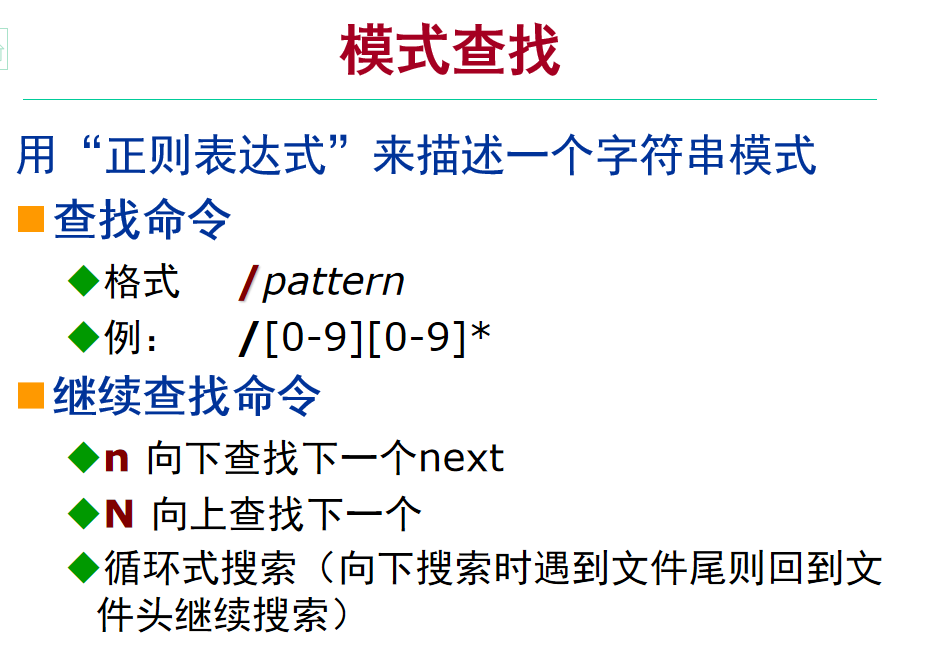 模式查找
用“正则表达式”来描述一个字符串模式
查找命令
格式 /pattern
例： /[0-9][0-9]*
继续查找命令
n 向下查找下一个next
N 向上查找下一个
循环式搜索（向下搜索时遇到文件尾则回到文
件头继续搜索）